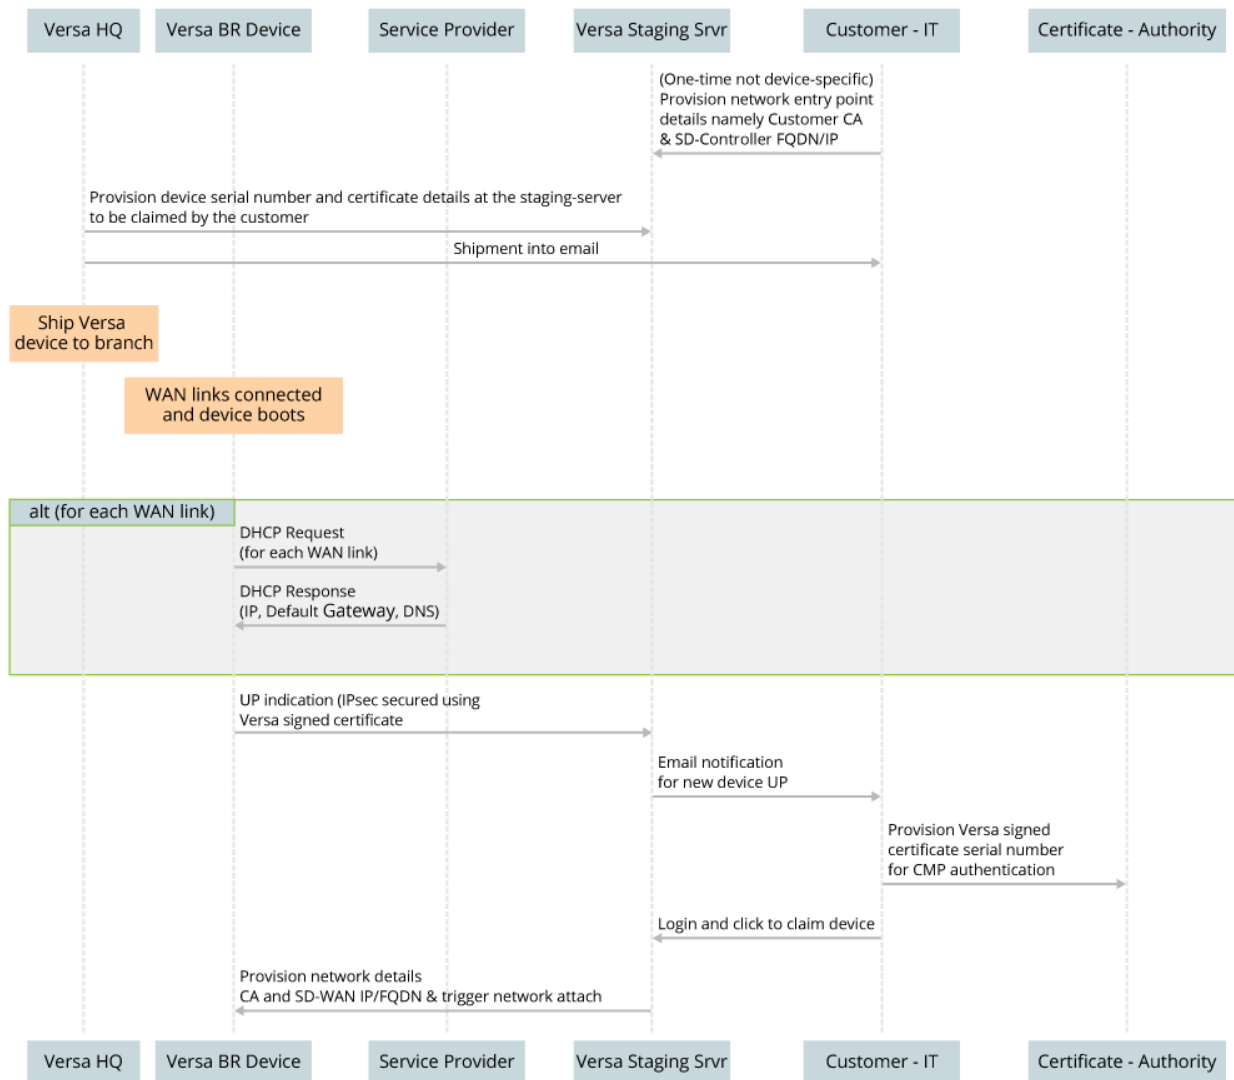 Versa HQ
Versa BR Device
Service Provider
Versa Staging Srvr
Customer - IT
Certificate - Authority
(One-time not device-specific)
Provision network entry point
details namely Customer CA
& SD-Controller FQDN/IP
Provision device serial number and certificate details at the staging-server
to be claimed by the customer
Shipment into email
Ship Versa
device to branch
WAN links connected
and device boots
alt (for each WAN link)
DHCP Request
(for each WAN link)
DHCP Response
(IP, Default Gateway, DNS)
UP indication (IPsec secured using
Versa signed certificate
Email notification
for new device UP
Provision Versa signed
certificate serial number
for CMP authentication
Login and click to claim device
Provision network details
CA and SD-WAN IP/FQDN & trigger network attach
Versa HQ
Versa BR Device
Service Provider
Versa Staging Srvr
Customer - IT
Certificate - Authority